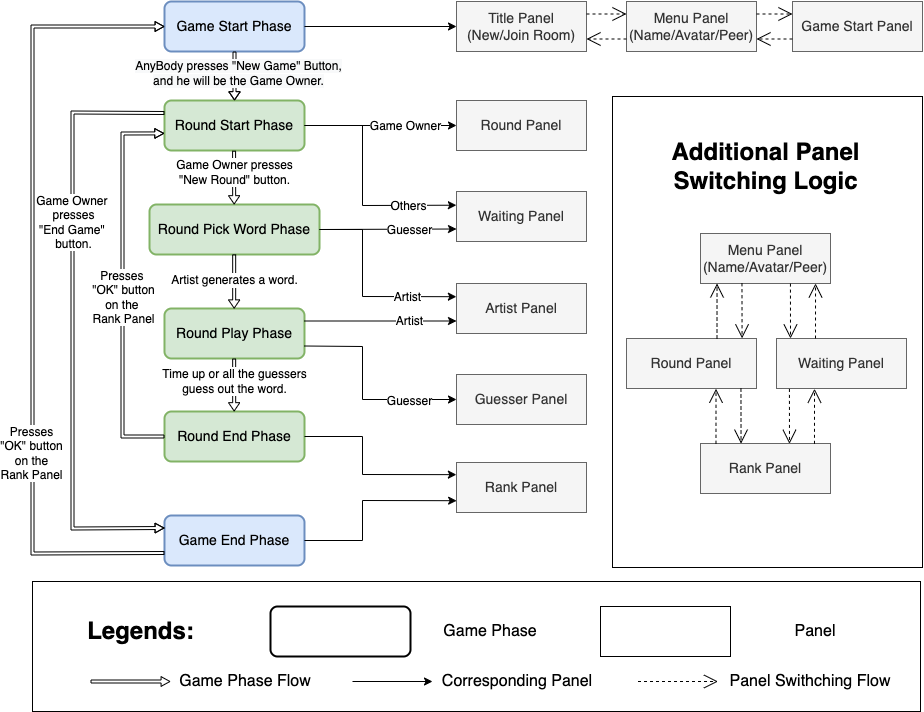 Game Start Phase
Title Panel
(New/Join Room)
Menu Panel
(Name/Avatar/Peer)
Game Start Panel
AnyBody presses "New Game" Button,
and he will be the Game Owner.
Round Start Phase
Game Owner
Round Panel
Game Owner presses
"New Round" button.
Others
Waiting Panel
Guesser
Round Pick Word Phase
Game Owner
presses
"End Game"
button.
Artist generates a word.
Presses
"OK" button
on the
Rank Panel
Artist
Artist Panel
Artist
Round Play Phase
Time up or all the guessers
guess out the word.
Guesser
Guesser Panel
Round End Phase
Presses
"OK" button
on the
Rank Panel
Rank Panel
Game End Phase
Additional Panel
Switching Logic
Menu Panel
(Name/Avatar/Peer)
Round Panel
Waiting Panel
Rank Panel
Legends:
Game Phase
Panel
Game Phase Flow
Corresponding Panel
Panel Swithching Flow